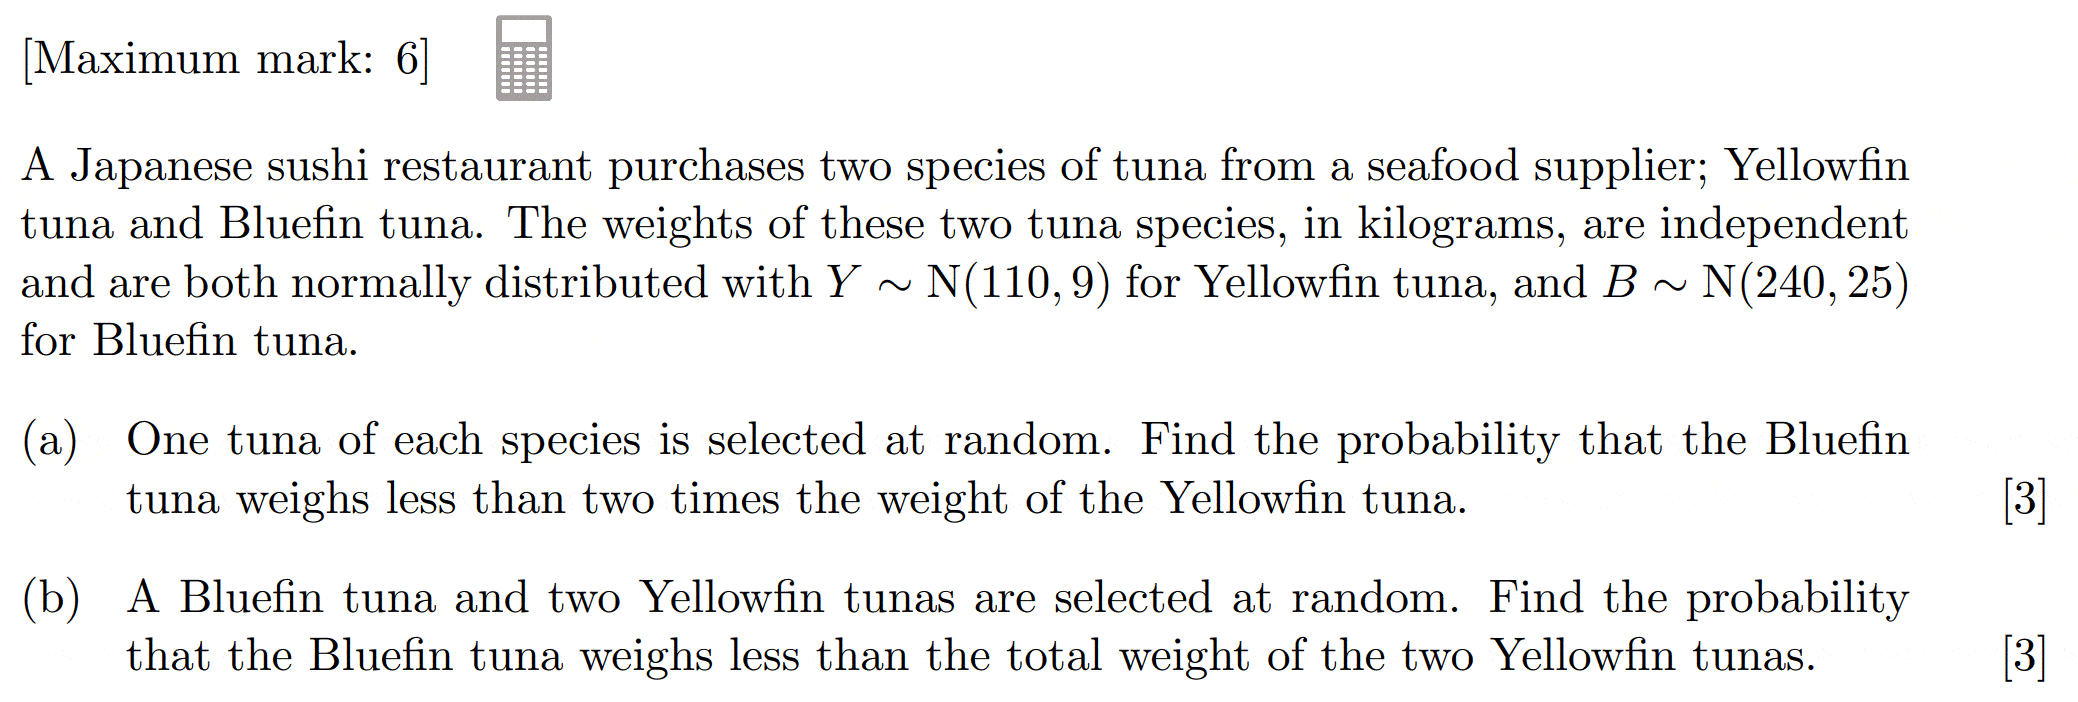 [Maximum mark: 6]
A Japanese sushi restaurant purchases two species of tuna from a seafood supplier; Yellowfin
tuna and Bluefin tuna. The weights of these two tuna species, in kilograms, are independent
and are both normally distributed with Y ∼ N(110, 9) for Yellowfin tuna, and B ∼ N(240, 25)
for Bluefin tuna.
(a) One tuna of each species is selected at random. Find the probability that the Bluefin
tuna weighs less than two times the weight of the Yellowfin tuna. [3]
(b) A Bluefin tuna and two Yellowfin tunas are selected at random. Find the probability
that the Bluefin tuna weighs less than the total weight of the two Yellowfin tunas. [3]